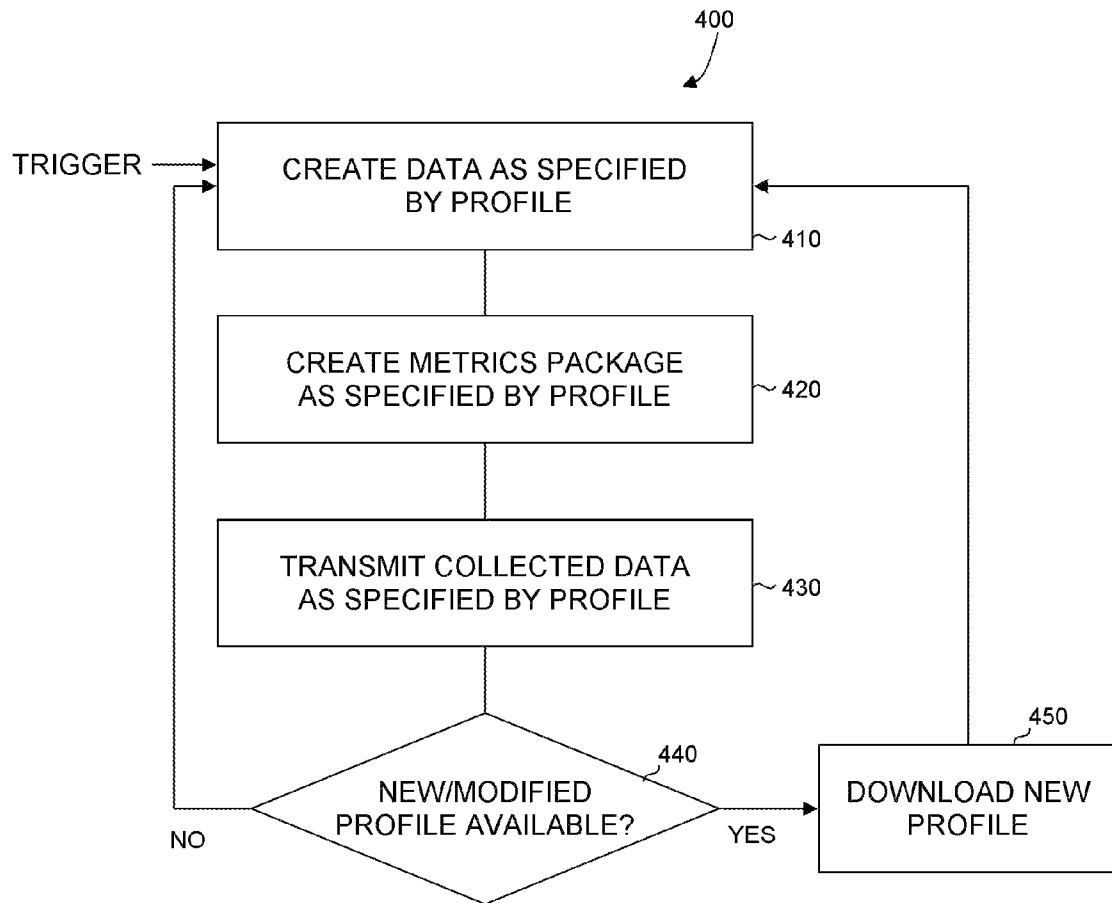 400
TRIGGER
CREATE DATA AS SPECIFIED
BY PROFILE
410
CREATE METRICS PACKAGE
AS SPECIFIED BY PROFILE
420
TRANSMIT COLLECTED DATA
AS SPECIFIED BY PROFILE
430
440
NEW/MODIFIED
PROFILE AVAILABLE?
NO
YES
450
DOWNLOAD NEW
PROFILE